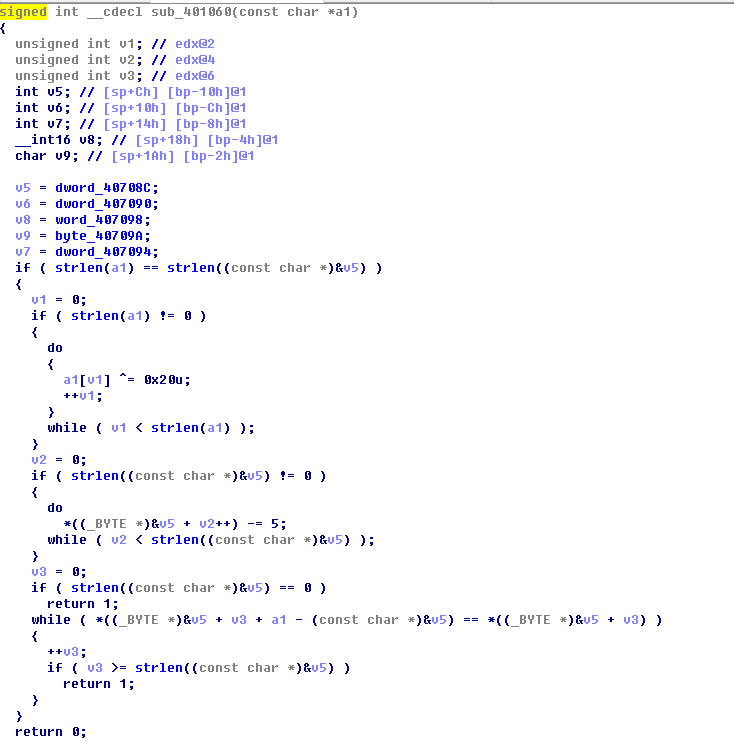 signed int __cdecl sub_401060(const char *a1)
{
  unsigned int v1; // edx@2
  unsigned int v2; // edx@4
  unsigned int v3; // edx@6
  int v5; // [sp+Ch] [bp-10h]@1
  int v6; // [sp+10h] [bp-Ch]@1
  int v7; // [sp+14h] [bp-8h]@1
  __int16 v8; // [sp+18h] [bp-4h]@1
  char v9; // [sp+1Ah] [bp-2h]@1

  v5 = dword_40708C;
  v6 = dword_407090;
  v8 = word_407098;
  v9 = byte_40709A;
  v7 = dword_407094;
  if ( strlen(a1) == strlen((const char *)&v5) )
  {
    v1 = 0;
    if ( strlen(a1) != 0 )
    {
      do
      {
        a1[v1] ^= 0x20u;
        ++v1;
      }
      while ( v1 < strlen(a1) );
    }
    v2 = 0;
    if ( strlen((const char *)&v5) != 0 )
    {
      do
        *((_BYTE *)&v5 + v2++) -= 5;
      while ( v2 < strlen((const char *)&v5) );
    }
    v3 = 0;
    if ( strlen((const char *)&v5) == 0 )
      return 1;
    while ( *((_BYTE *)&v5 + v3 + a1 - (const char *)&v5) == *((_BYTE *)&v5 + v3) )
    {
      ++v3;
      if ( v3 >= strlen((const char *)&v5) )
        return 1;
    }
  }
  return 0;